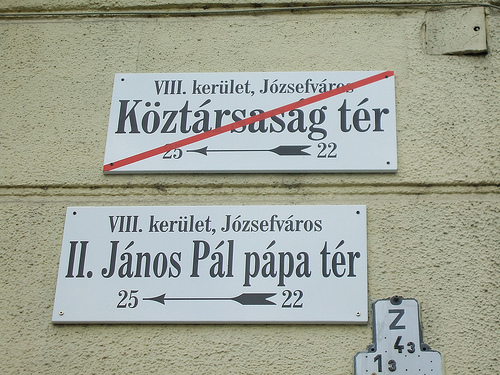 VIII. kerület, Józsefváros
Köztársaság tér
25 22
VIII. kerület, Józsefváros
II. János Pál pápa tér
25 22
Z
4 3
1 3